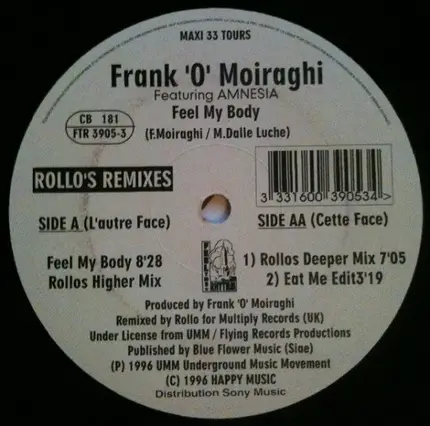 MAXI 33 TOURS
Frank 'O' Moiraghi
Featuring AMNESIA
Feel My Body
(F.Moiraghi / M.Dalle Luche)
CB 181
FTR 3905-3
ROLLO'S REMIXES
3 331600 390534 >
SIDE A (L'autre Face)
Feel My Body 8'28
Rollos Higher Mix
SIDE AA (Cette Face)
1) Rollos Deeper Mix 7'05
2) Eat Me Edit3'19
Produced by Frank 'O' Moiraghi
Remixed by Rollo for Multiply Records (UK)
Under License from UMM / Flying Records Productions
Published by Blue Flower Music (Siae)
(P) 1996 UMM Underground Music Movement
(C) 1996 HAPPY MUSIC
Distribution Sony Music